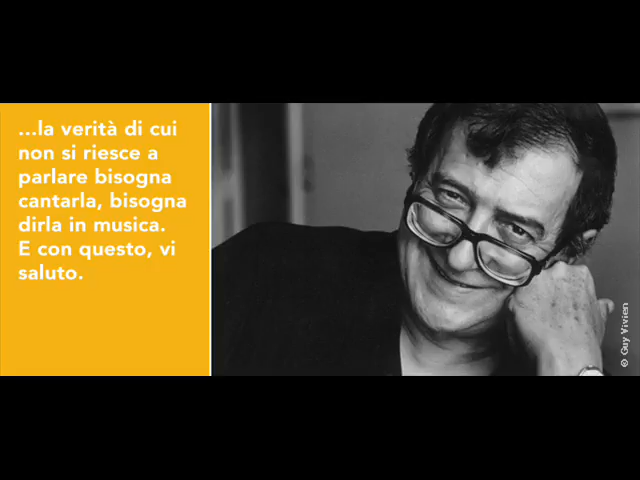 ...la verità di cui
non si riesce a
parlare bisogna
cantarla, bisogna
dirla in musica.
E con questo, vi
saluto.
© Guy Vivien